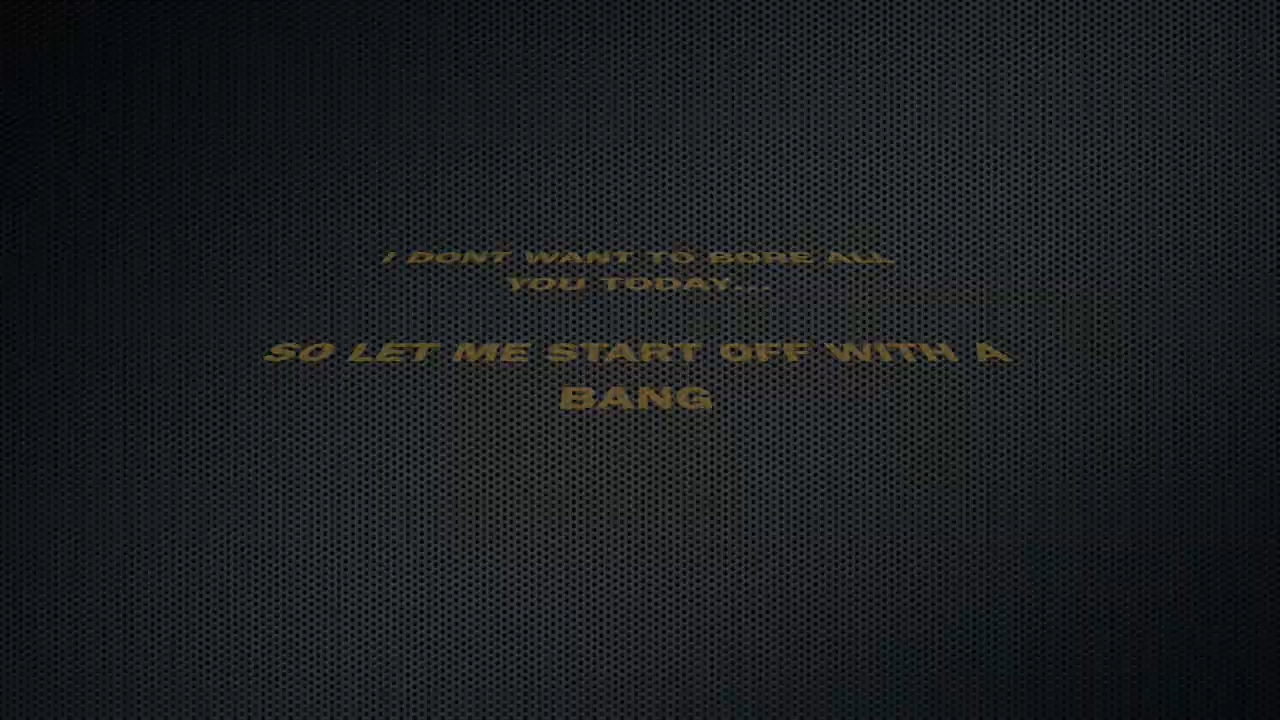 I DONT WANT TO BORE ALL
YOU TODAY...
SO LET ME START OFF WITH A
BANG